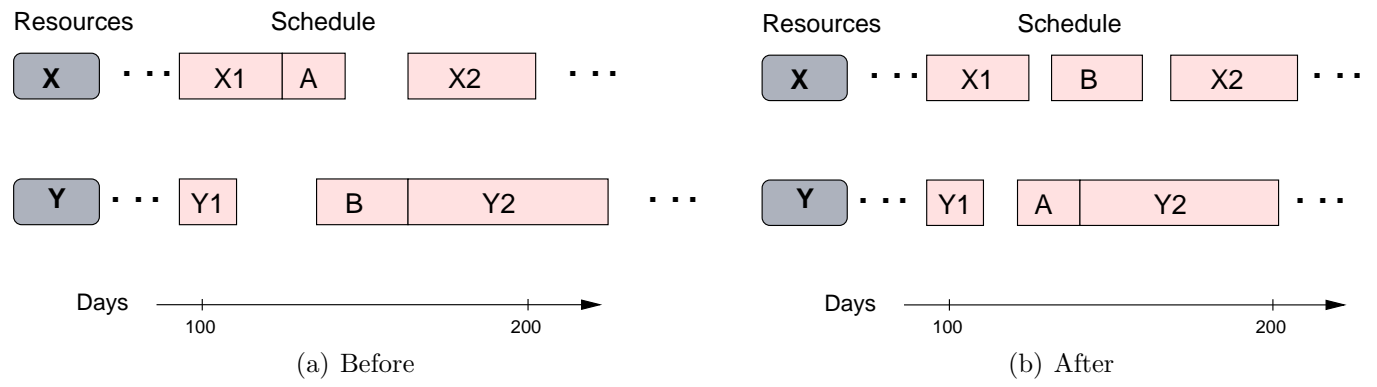 Resources Schedule
X ... X1 A X2 ...
Y ... Y1 B Y2 ...
Days
100 200
(a) Before
Resources Schedule
X ... X1 B X2 ...
Y ... Y1 A Y2 ...
Days
100 200
(b) After